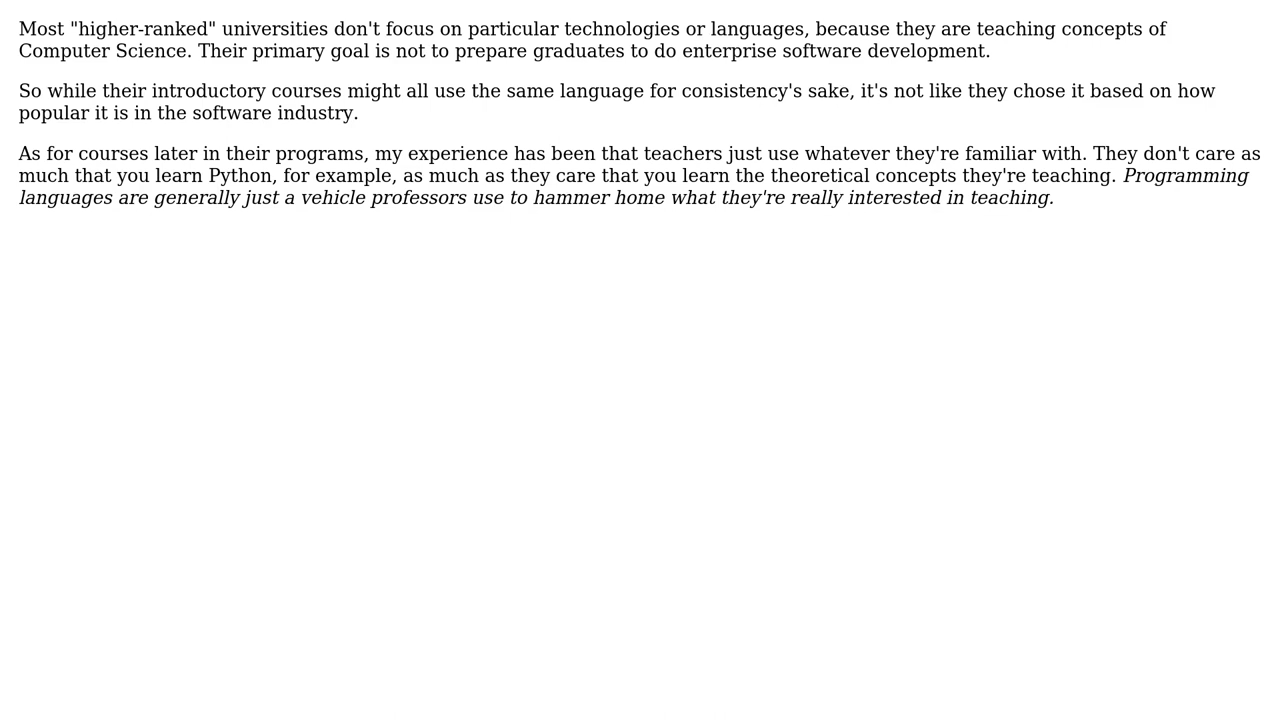 Most "higher-ranked" universities don't focus on particular technologies or languages, because they are teaching concepts of
Computer Science. Their primary goal is not to prepare graduates to do enterprise software development.
So while their introductory courses might all use the same language for consistency's sake, it's not like they chose it based on how
popular it is in the software industry.
As for courses later in their programs, my experience has been that teachers just use whatever they're familiar with. They don't care as
much that you learn Python, for example, as much as they care that you learn the theoretical concepts they're teaching. Programming
languages are generally just a vehicle professors use to hammer home what they're really interested in teaching.